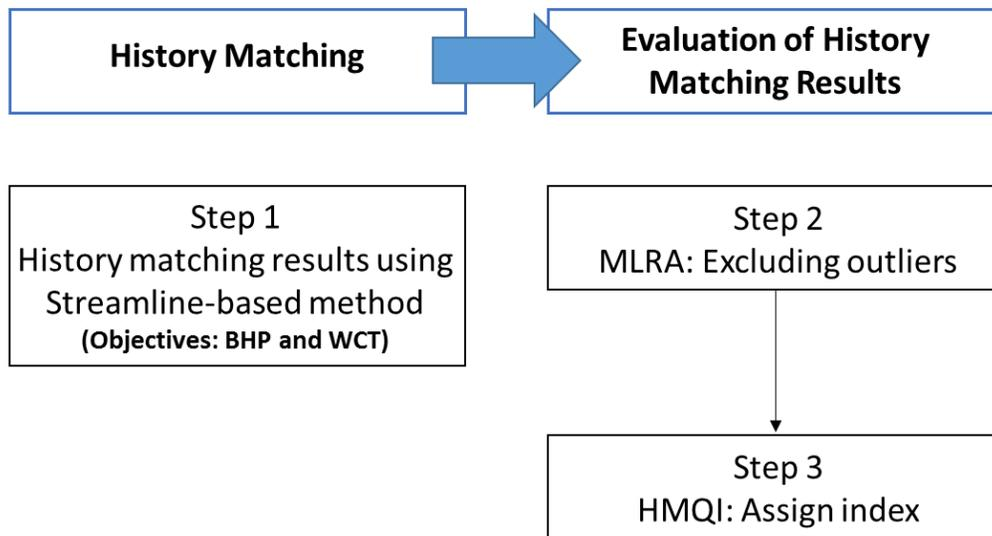 History Matching
Evaluation of History
Matching Results
Step 1
History matching results using
Streamline-based method
(Objectives: BHP and WCT)
Step 2
MLRA: Excluding outliers
Step 3
HMQI: Assign index